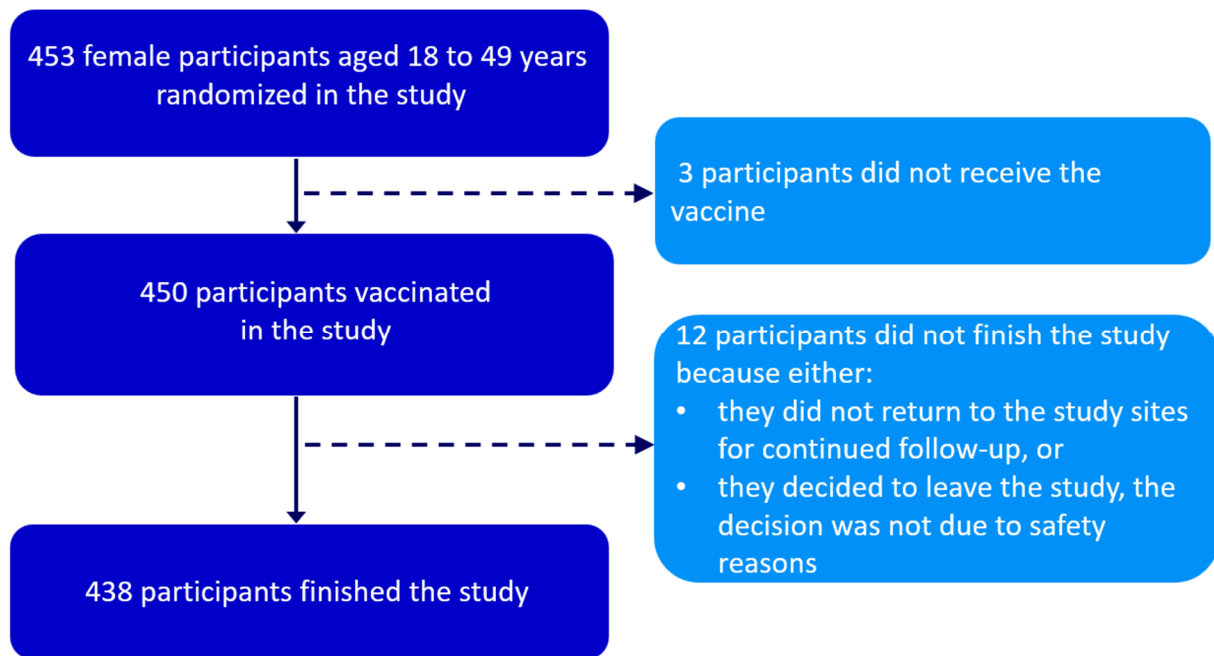 453 female participants aged 18 to 49 years
randomized in the study
3 participants did not receive the
vaccine
450 participants vaccinated
in the study
12 participants did not finish the study
because either:
• they did not return to the study sites
for continued follow-up, or
• they decided to leave the study, the
decision was not due to safety
reasons
438 participants finished the study